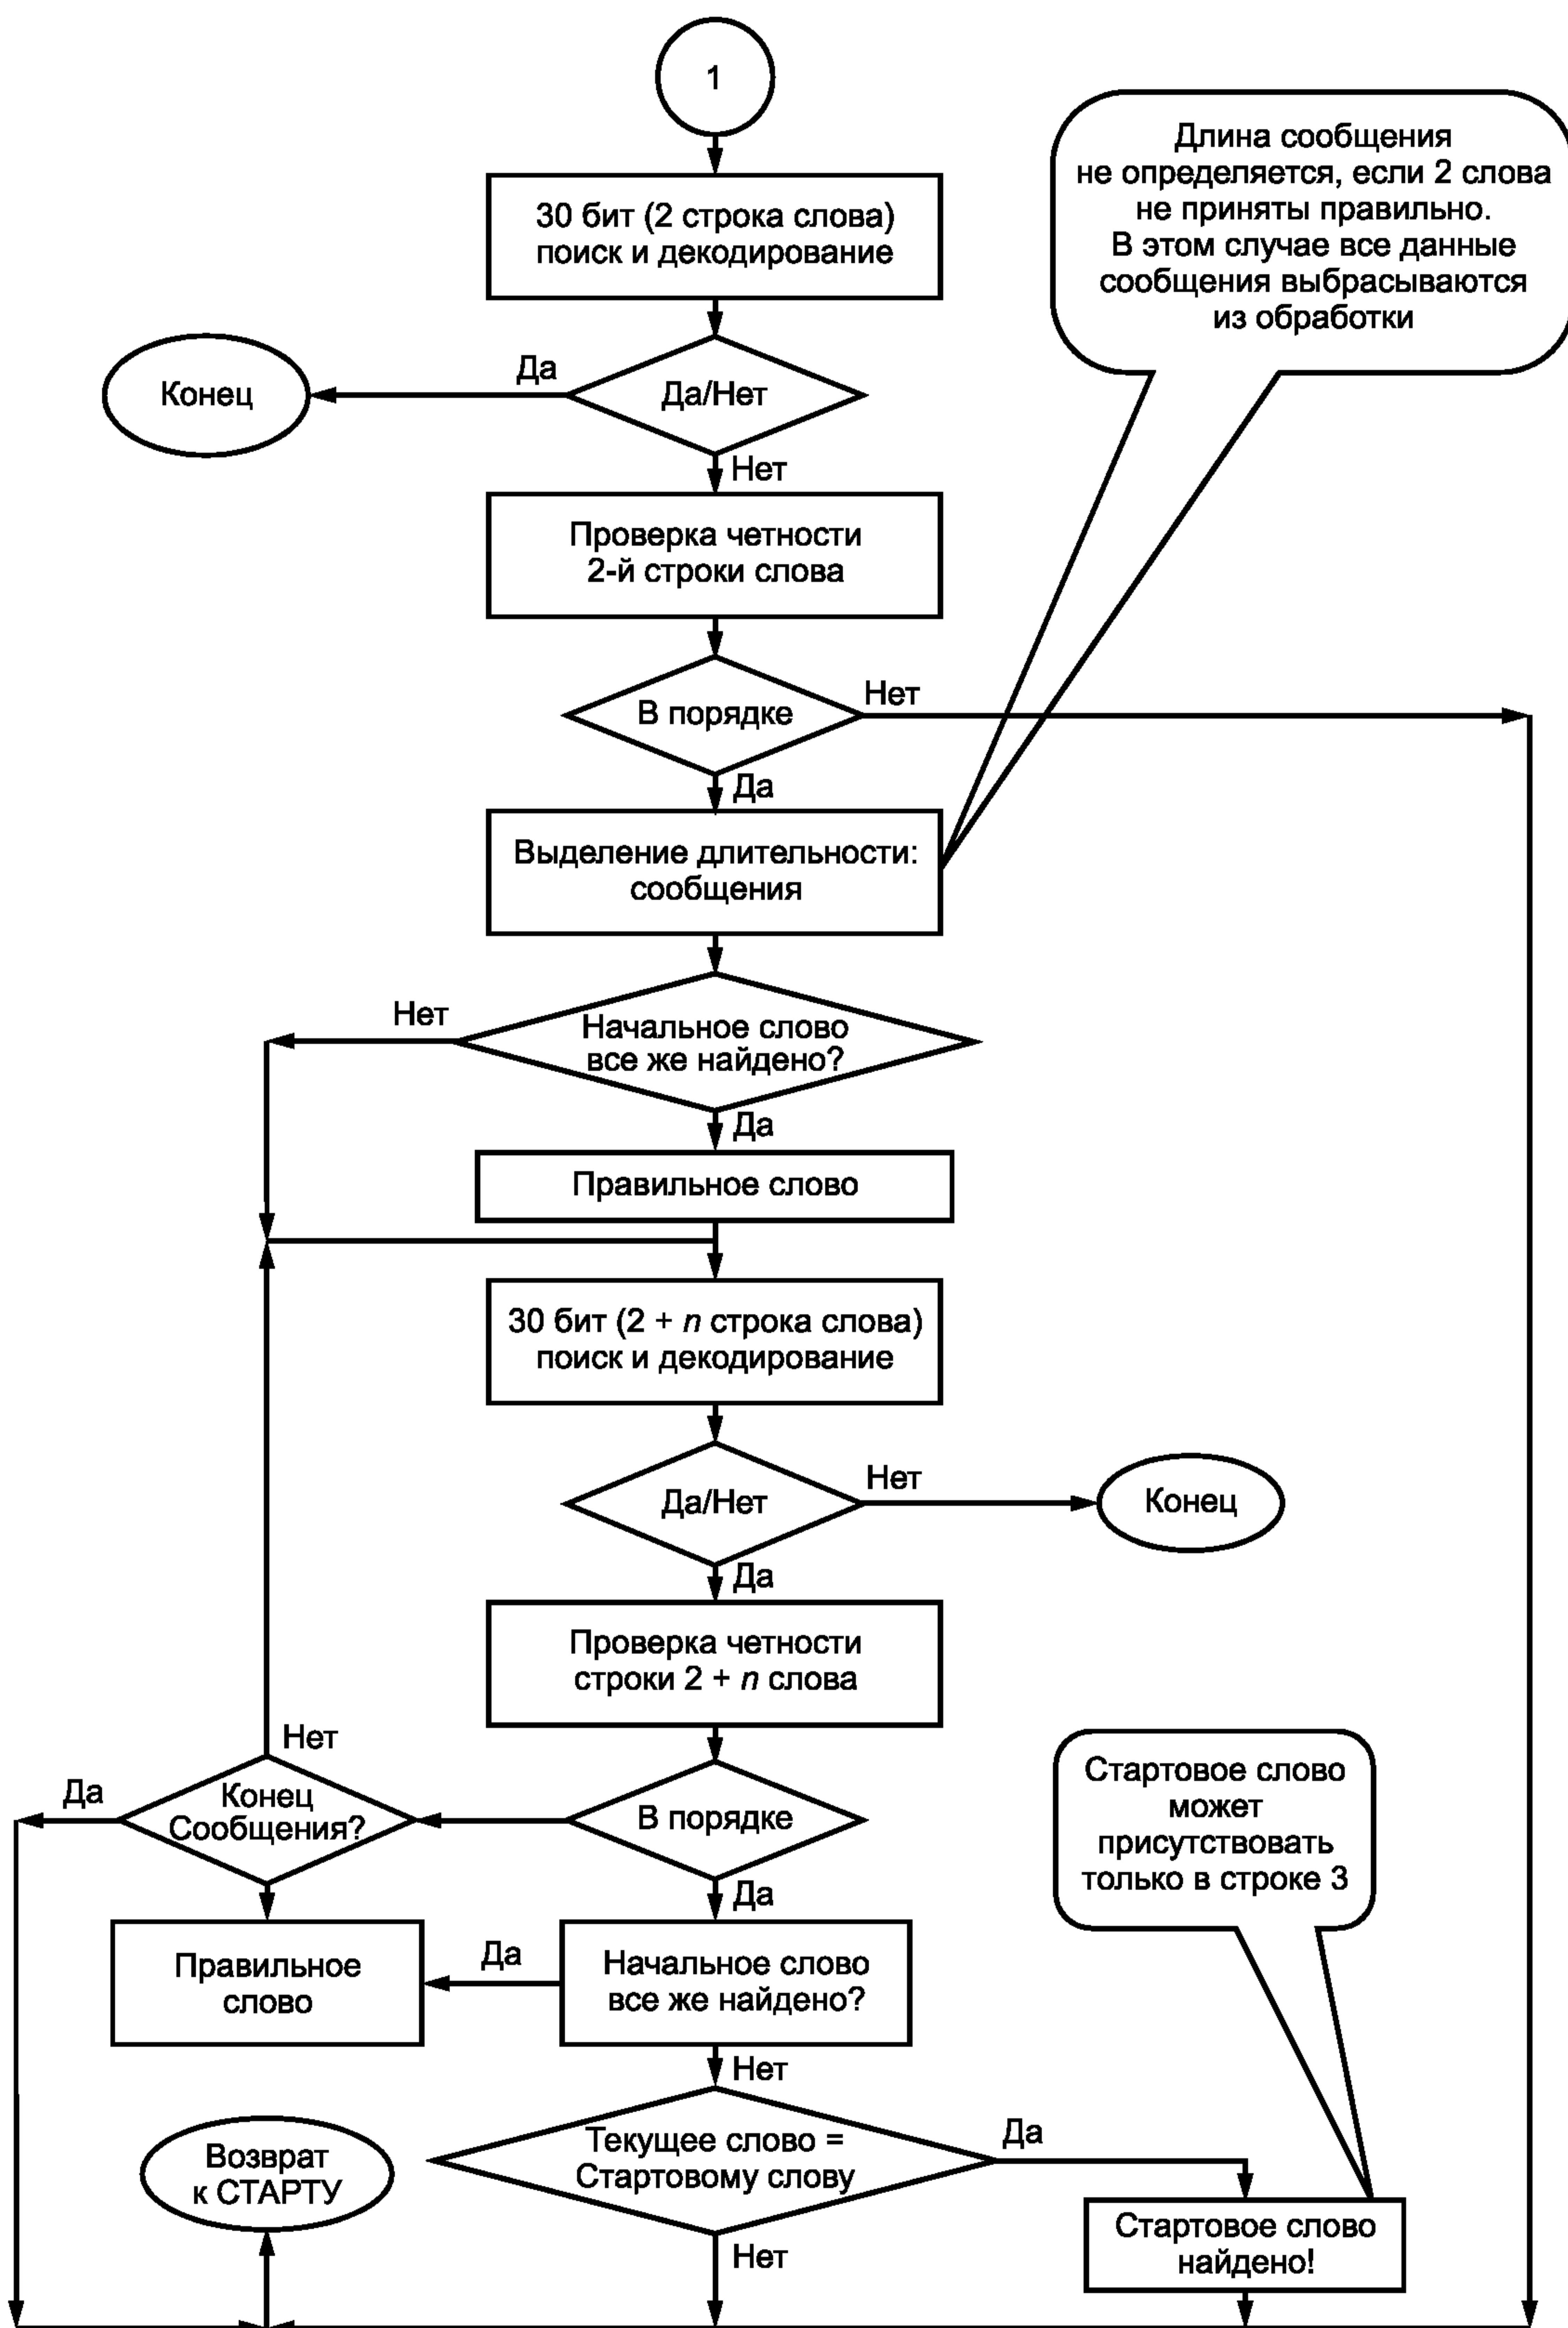 1
Длина сообщения
не определяется, если 2 слова
не приняты правильно.
В этом случае все данные
сообщения выбрасываются
из обработки
30 бит (2 строка слова)
поиск и декодирование
Да
Конец
Да/Нет
Нет
Проверка четности
2-й строки слова
Нет
В порядке
Да
Выделение длительности:
сообщения
Нет
Начальное слово
все же найдено?
Да
Правильное слово
30 бит (2 + n строка слова)
поиск и декодирование
Нет
Да/Нет
Конец
Да
Проверка четности
строки 2 + n слова
Нет
Да
Конец
Сообщения?
В порядке
Стартовое слово
может
присутствовать
только в строке 3
Да
Правильное
слово
Да
Начальное слово
все же найдено?
Нет
Возврат
к СТАРТУ
Текущее слово =
Стартовому слову
Да
Стартовое слово
найдено!
Нет